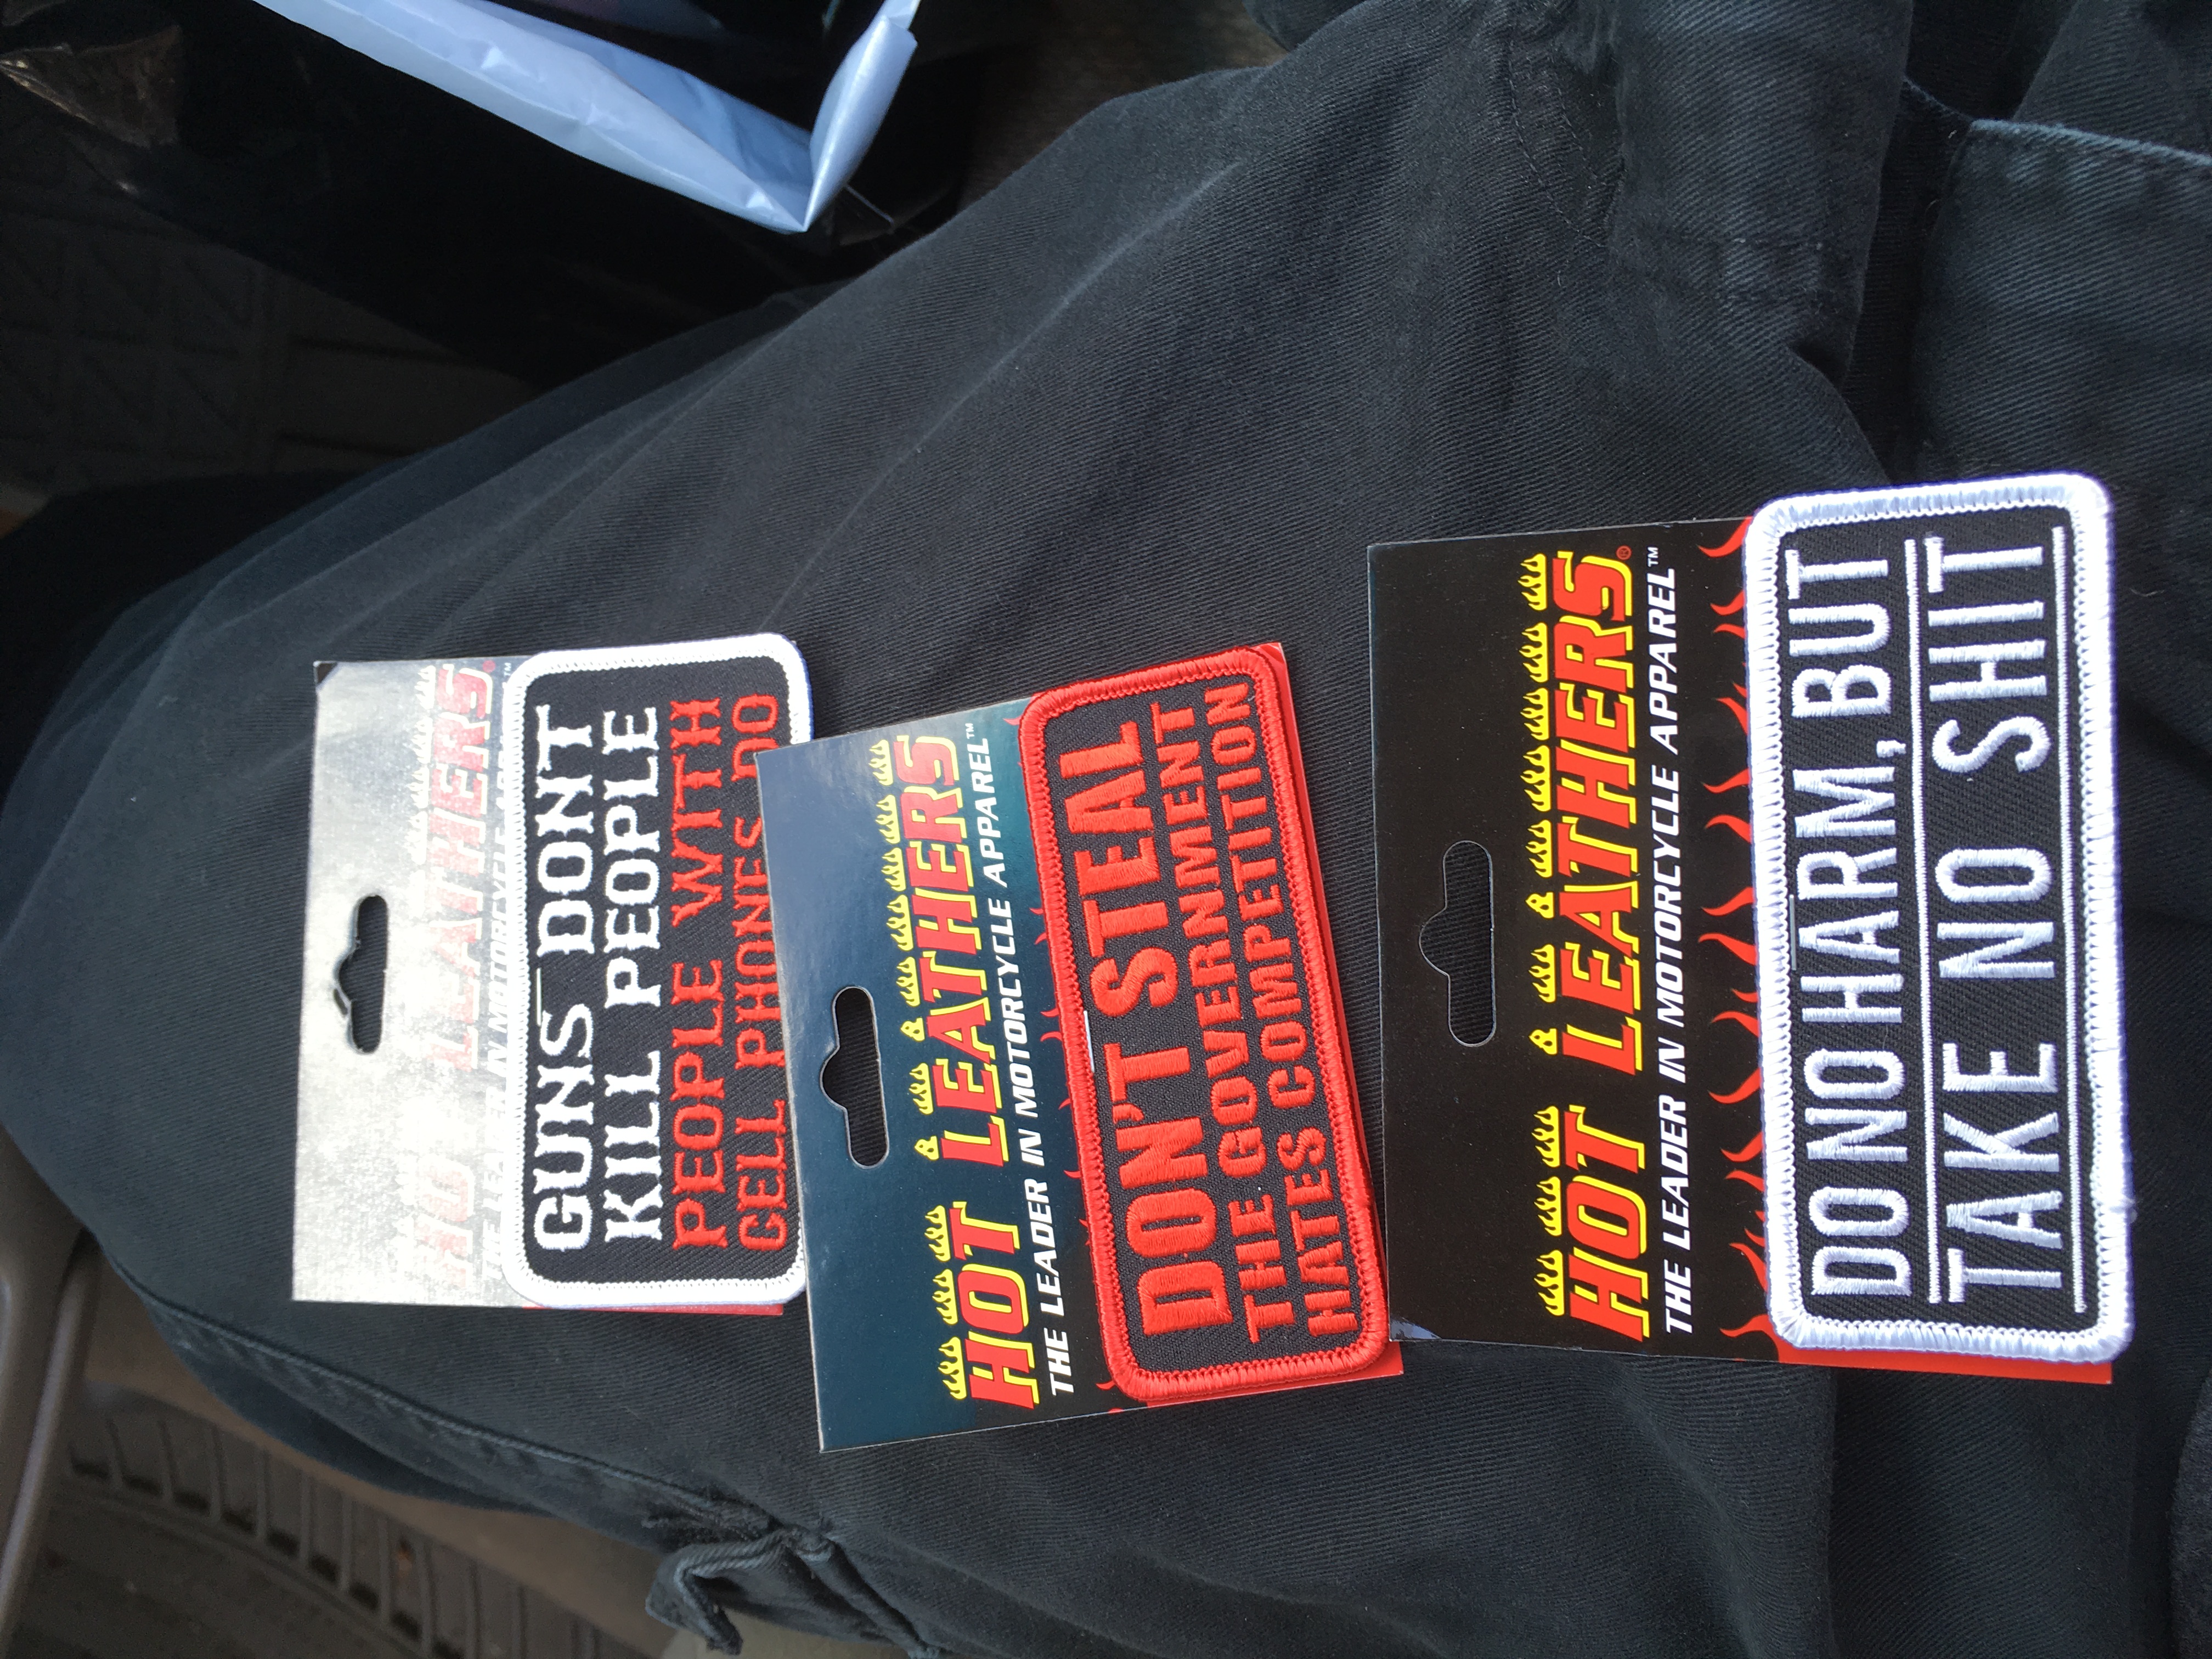 HOT LEATHERS
THE LEADER IN MOTORCYCLE
GUNS DONT
KILL PEOPLE
PEOPLE WITH
CELL PHONES DO
HOT LEATHERS
THE LEADER IN MOTORCYCLE APPAREL™
DON'T STEAL
THE GOVERNMENT
HATES COMPETITION
HOT LEATHERS®
THE LEADER IN MOTORCYCLE APPAREL™
DO NO HARM, BUT
TAKE NO SHIT